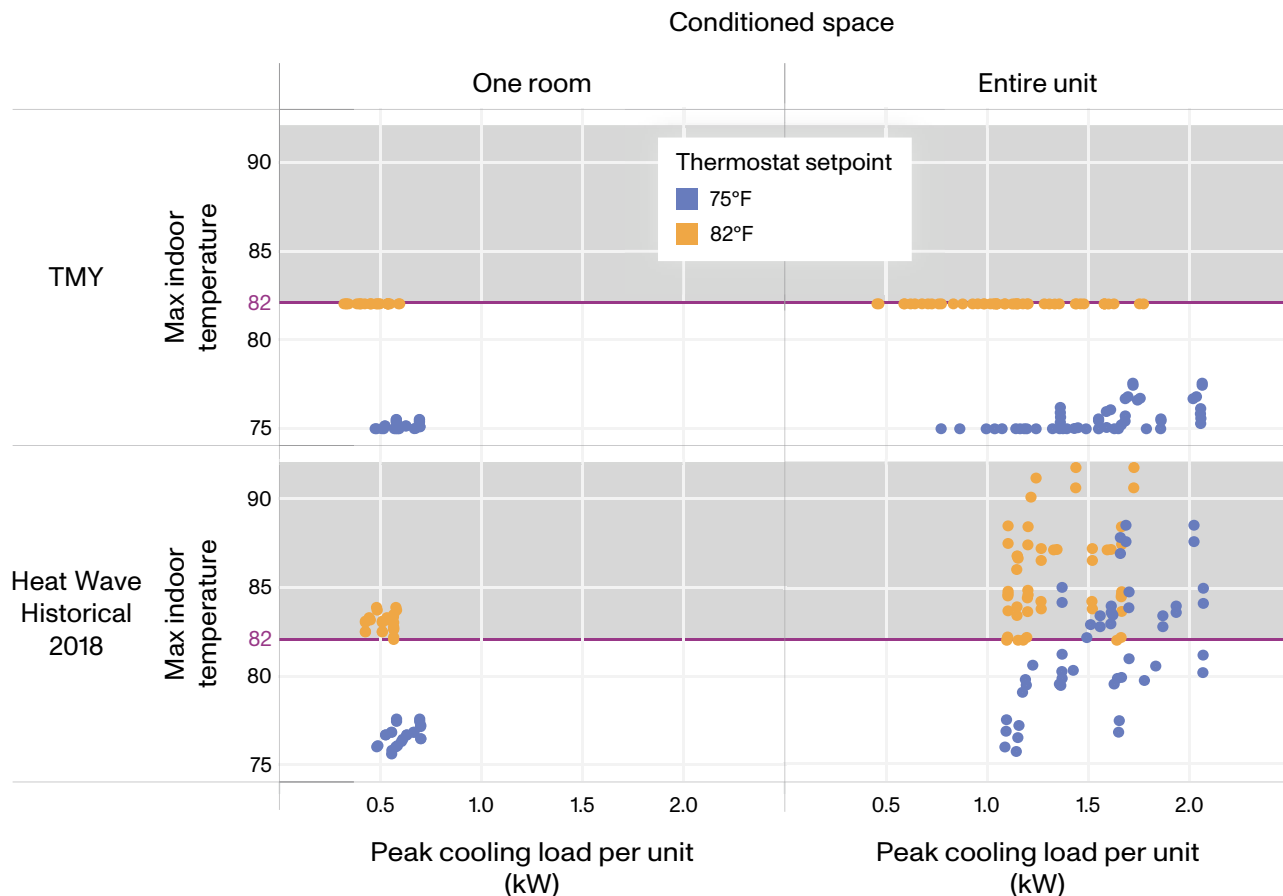 Conditioned space
One room
Entire unit
TMY
Max indoor
temperature
90
85
82
80
75
Thermostat setpoint
75°F
82°F
Heat Wave
Historical
2018
Max indoor
temperature
90
85
82
80
75
0.5 1.0 1.5 2.0
0.5 1.0 1.5 2.0
Peak cooling load per unit
(kW)
Peak cooling load per unit
(kW)